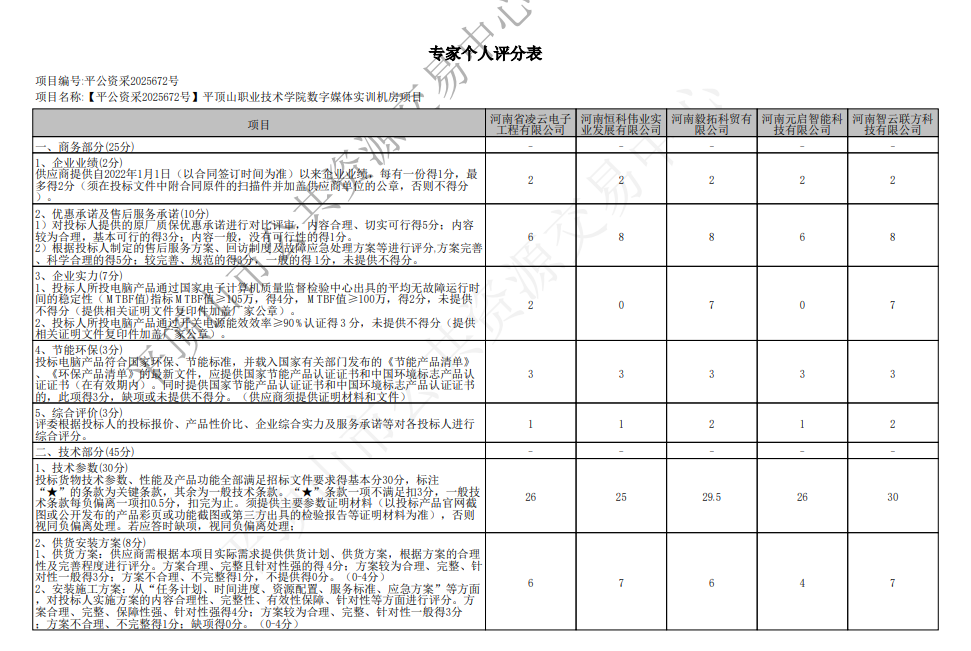 专家个人评分表
项目编号:平公资采2025672号
项目名称:【平公资采2025672号】平顶山职业技术学院数字媒体实训机房项目
项目 河南省凌云电子工程有限公司 河南恒科伟业实业发展有限公司 河南毅拓科贸有限公司 河南元启智能科技有限公司 河南智云联方科技有限公司
一、商务部分(25分) - - - - -
1、企业业绩(2分)
供应商提供自2022年1月1日（以合同签订时间为准）以来企业业绩，每有一份得1分，最
多得2分（须在投标文件中附合同原件的扫描件并加盖供应商单位的公章，否则不得分
）。
2 2 2 2 2
2、优惠承诺及售后服务承诺(10分)
1）对投标人提供的原厂质保优惠承诺进行对比评审，内容合理、切实可行得5分；内容
较为合理，基本可行的得3分；内容一般，没有可行性的得1分。
2）根据投标人制定的售后服务方案、回访制度及故障应急处理方案等进行评分,方案完善
、科学合理的得5分；较完善、规范的得3分，一般的得 1分，未提供不得分。
6 8 8 6 8
3、企业实力(7分)
1、投标人所投电脑产品通过国家电子计算机质量监督检验中心出具的平均无故障运行时
间的稳定性（ M TBF值)指标M TBF值≥105万，得4分， M TBF值≥100万，得2分，未提供
不得分（提供相关证明文件复印件加盖厂家公章）。
2、投标人所投电脑产品通过开关电源能效效率≥90%认证得 3 分，未提供不得分（提供
相关证明文件复印件加盖厂家公章）。
2 0 7 0 7
4、节能环保(3分)
投标电脑产品符合国家环保、节能标准，并载入国家有关部门发布的《节能产品清单》
、《环保产品清单》的最新文件，应提供国家节能产品认证证书和中国环境标志产品认
证证书（在有效期内）。同时提供国家节能产品认证证书和中国环境标志产品认证证书
的，此项得3分，缺项或未提供不得分。（供应商须提供证明材料和文件）
3 3 3 3 3
5、综合评价(3分)
评委根据投标人的投标报价、产品性价比、企业综合实力及服务承诺等对各投标人进行
综合评分。
1 1 2 1 2
二、技术部分(45分) - - - - -
1、技术参数(30分)
投标货物技术参数、性能及产品功能全部满足招标文件要求得基本分30分，标注
“★”的条款为关键条款，其余为一般技术条款。“★”条款一项不满足扣3分，一般技
术条款每负偏离一项扣0.5分，扣完为止。须提供主要参数证明材料（以投标产品官网截
图或公开发布的产品彩页或功能截图或第三方出具的检验报告等证明材料为准），否则
视同负偏离处理。若应答时缺项，视同负偏离处理；
26 25 29.5 26 30
2、供货安装方案(8分)
1、供货方案：供应商需根据本项目实际需求提供供货计划、供货方案，根据方案的合理
性及完善程度进行评分。方案合理、完整且针对性强的得 4分；方案较为合理、完整、针
对性一般得3分；方案不合理、不完整得1分，不提供得0分。（0-4分）
2、安装施工方案：从“任务计划、时间进度、资源配置、服务标准、应急方案”等方面
，对投标人实施方案的内容合理性、完整性、有效性保障、针对性等方面进行评分。方
案合理、完整、保障性强、针对性强得4分；方案较为合理、完整、针对性一般得3分
；方案不合理、不完整得1分；缺项得0分。（0-4分）
6 7 6 4 7
平顶山市公共资源交易中心
平顶山市公共资源交易中心